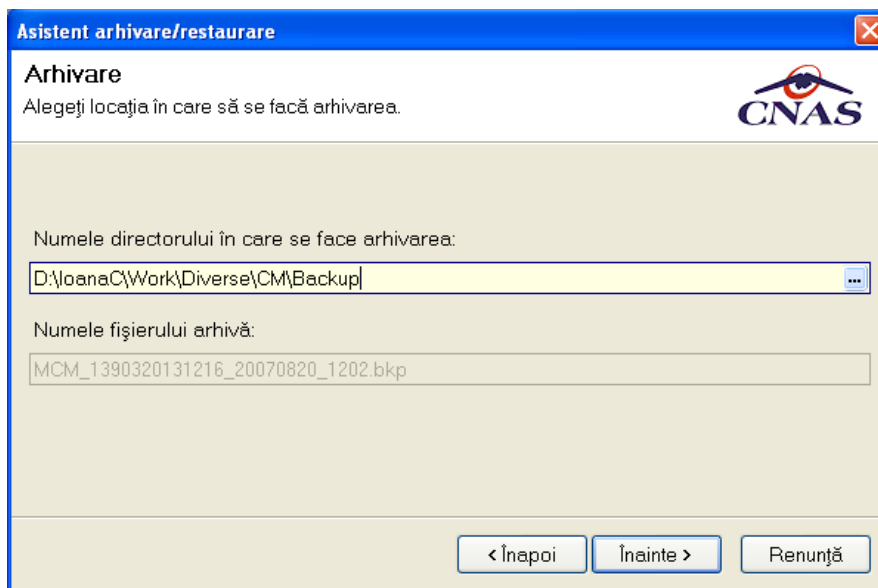 Asistent arhivare/restaurare
Arhivare
Alegeţi locaţia în care să se facă arhivarea.
CNAS
Numele directorului în care se face arhivarea:
D:\IoanaC\Work\Diverse\CM\Backup
...
Numele fişierului arhivă:
MCM_1390320131216_20070820_1202.bkp
< Înapoi
Înainte >
Renunţă